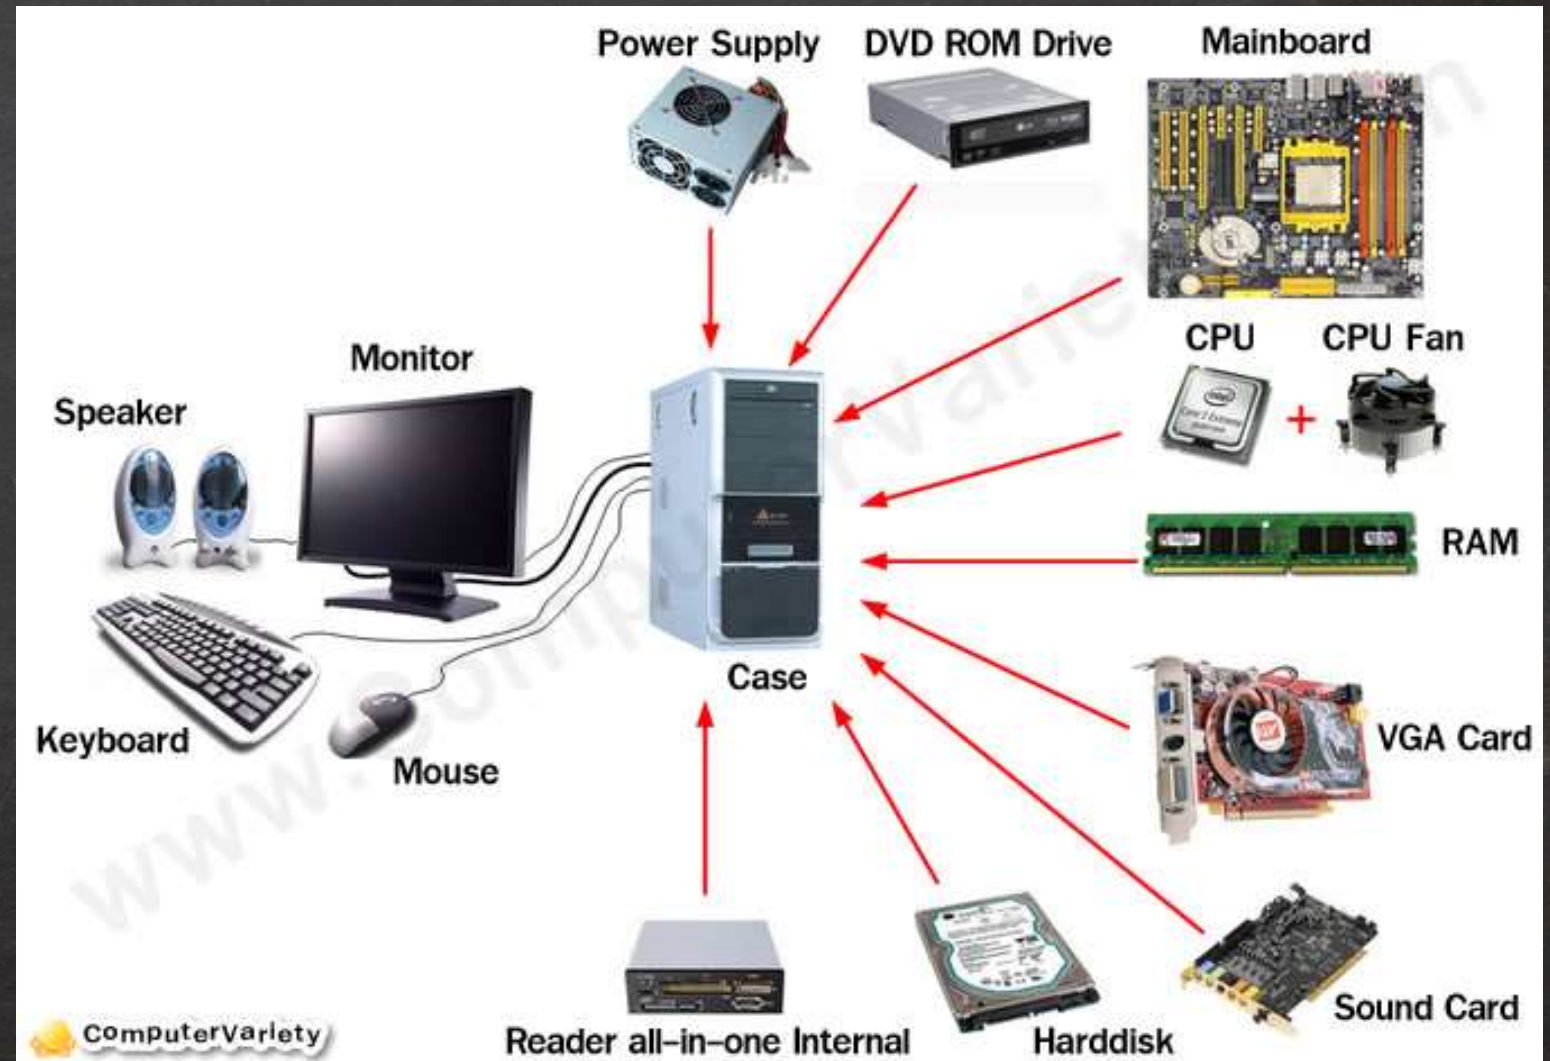 Power Supply
DVD ROM Drive
Mainboard
CPU
CPU Fan
+
Monitor
Speaker
RAM
Case
Keyboard
Mouse
VGA Card
Sound Card
Reader all-in-one Internal
Harddisk
ComputerVariety